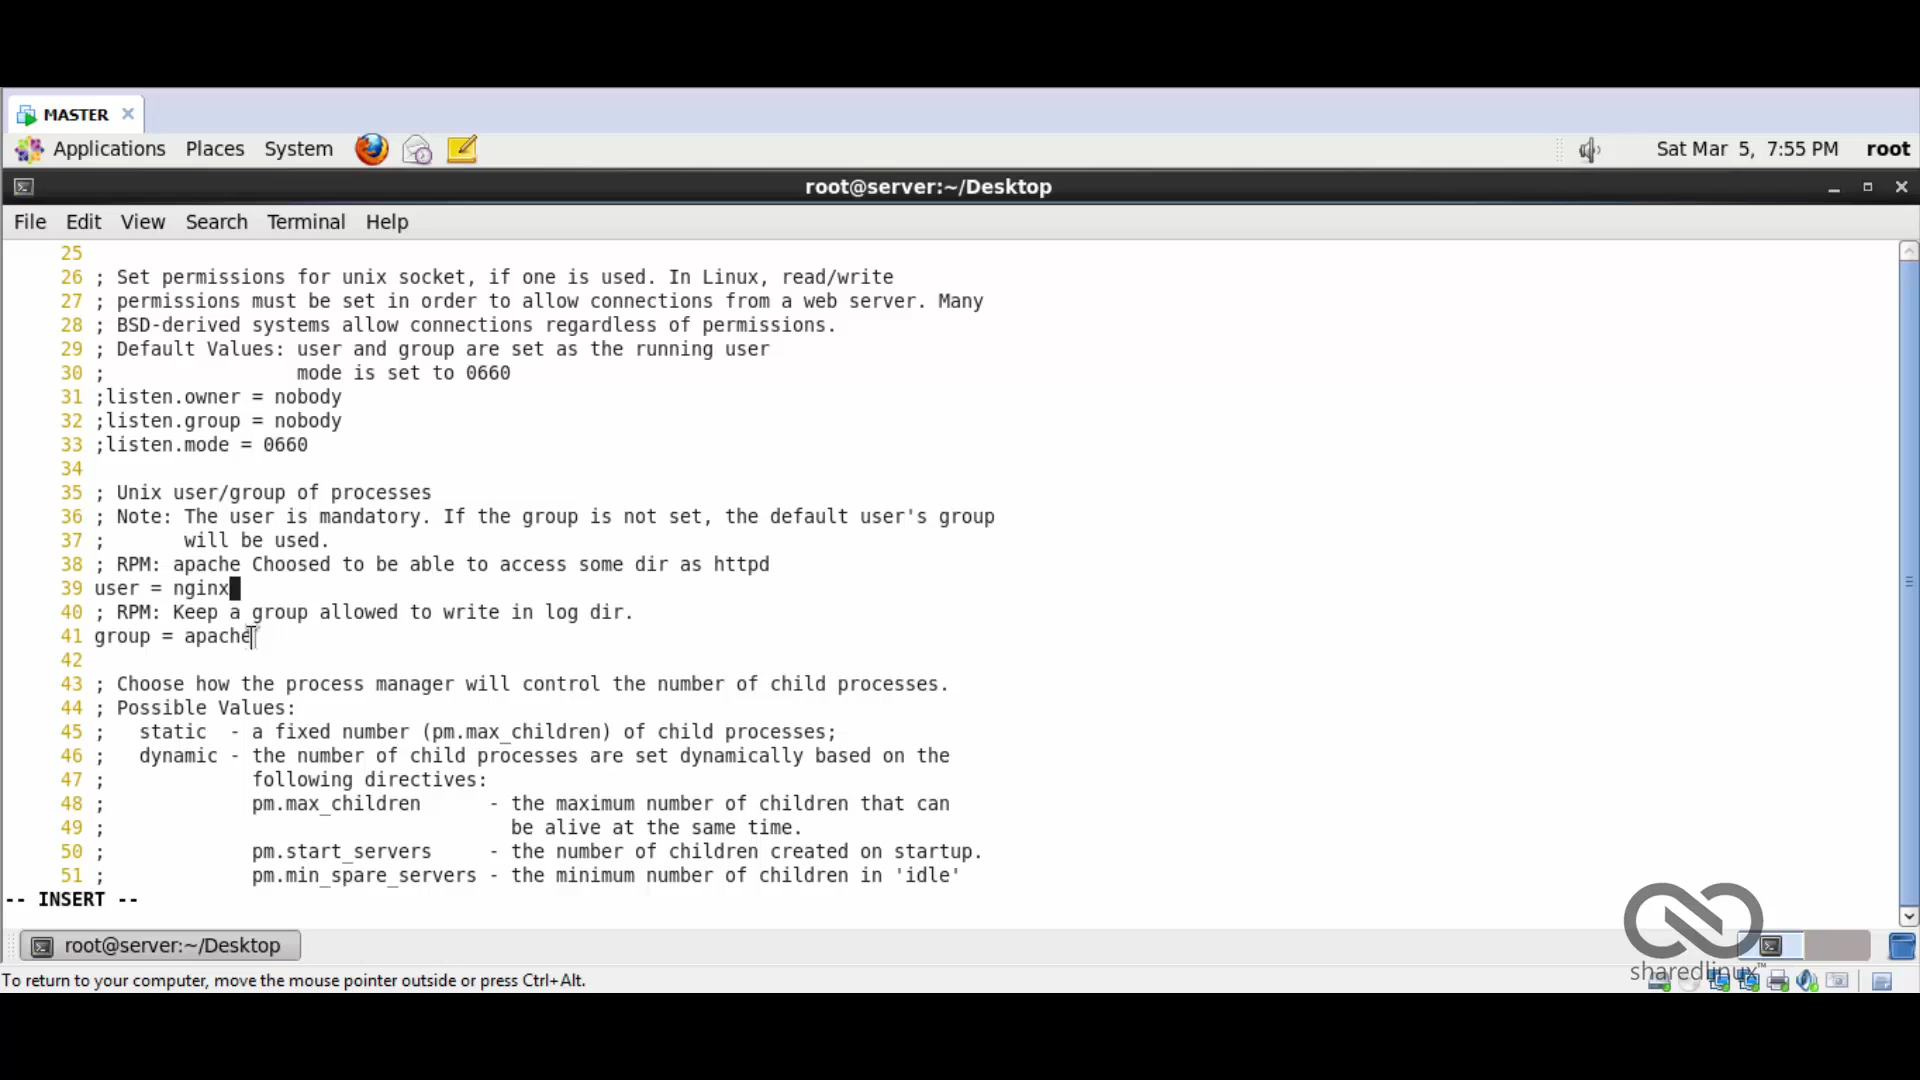 MASTER
Applications Places System Sat Mar 5, 7:55 PM root
root@server:~/Desktop
File Edit View Search Terminal Help
25
26 ; Set permissions for unix socket, if one is used. In Linux, read/write
27 ; permissions must be set in order to allow connections from a web server. Many
28 ; BSD-derived systems allow connections regardless of permissions.
29 ; Default Values: user and group are set as the running user
30 ;                 mode is set to 0660
31 ;listen.owner = nobody
32 ;listen.group = nobody
33 ;listen.mode = 0660
34
35 ; Unix user/group of processes
36 ; Note: The user is mandatory. If the group is not set, the default user's group
37 ;       will be used.
38 ; RPM: apache Choosed to be able to access some dir as httpd
39 user = nginx
40 ; RPM: Keep a group allowed to write in log dir.
41 group = apache
42
43 ; Choose how the process manager will control the number of child processes.
44 ; Possible Values:
45 ;   static  - a fixed number (pm.max_children) of child processes;
46 ;   dynamic - the number of child processes are set dynamically based on the
47 ;             following directives:
48 ;             pm.max_children      - the maximum number of children that can
49 ;                                    be alive at the same time.
50 ;             pm.start_servers     - the number of children created on startup.
51 ;             pm.min_spare_servers - the minimum number of children in 'idle'
-- INSERT --
root@server:~/Desktop
sharedlinux™
To return to your computer, move the mouse pointer outside or press Ctrl+Alt.